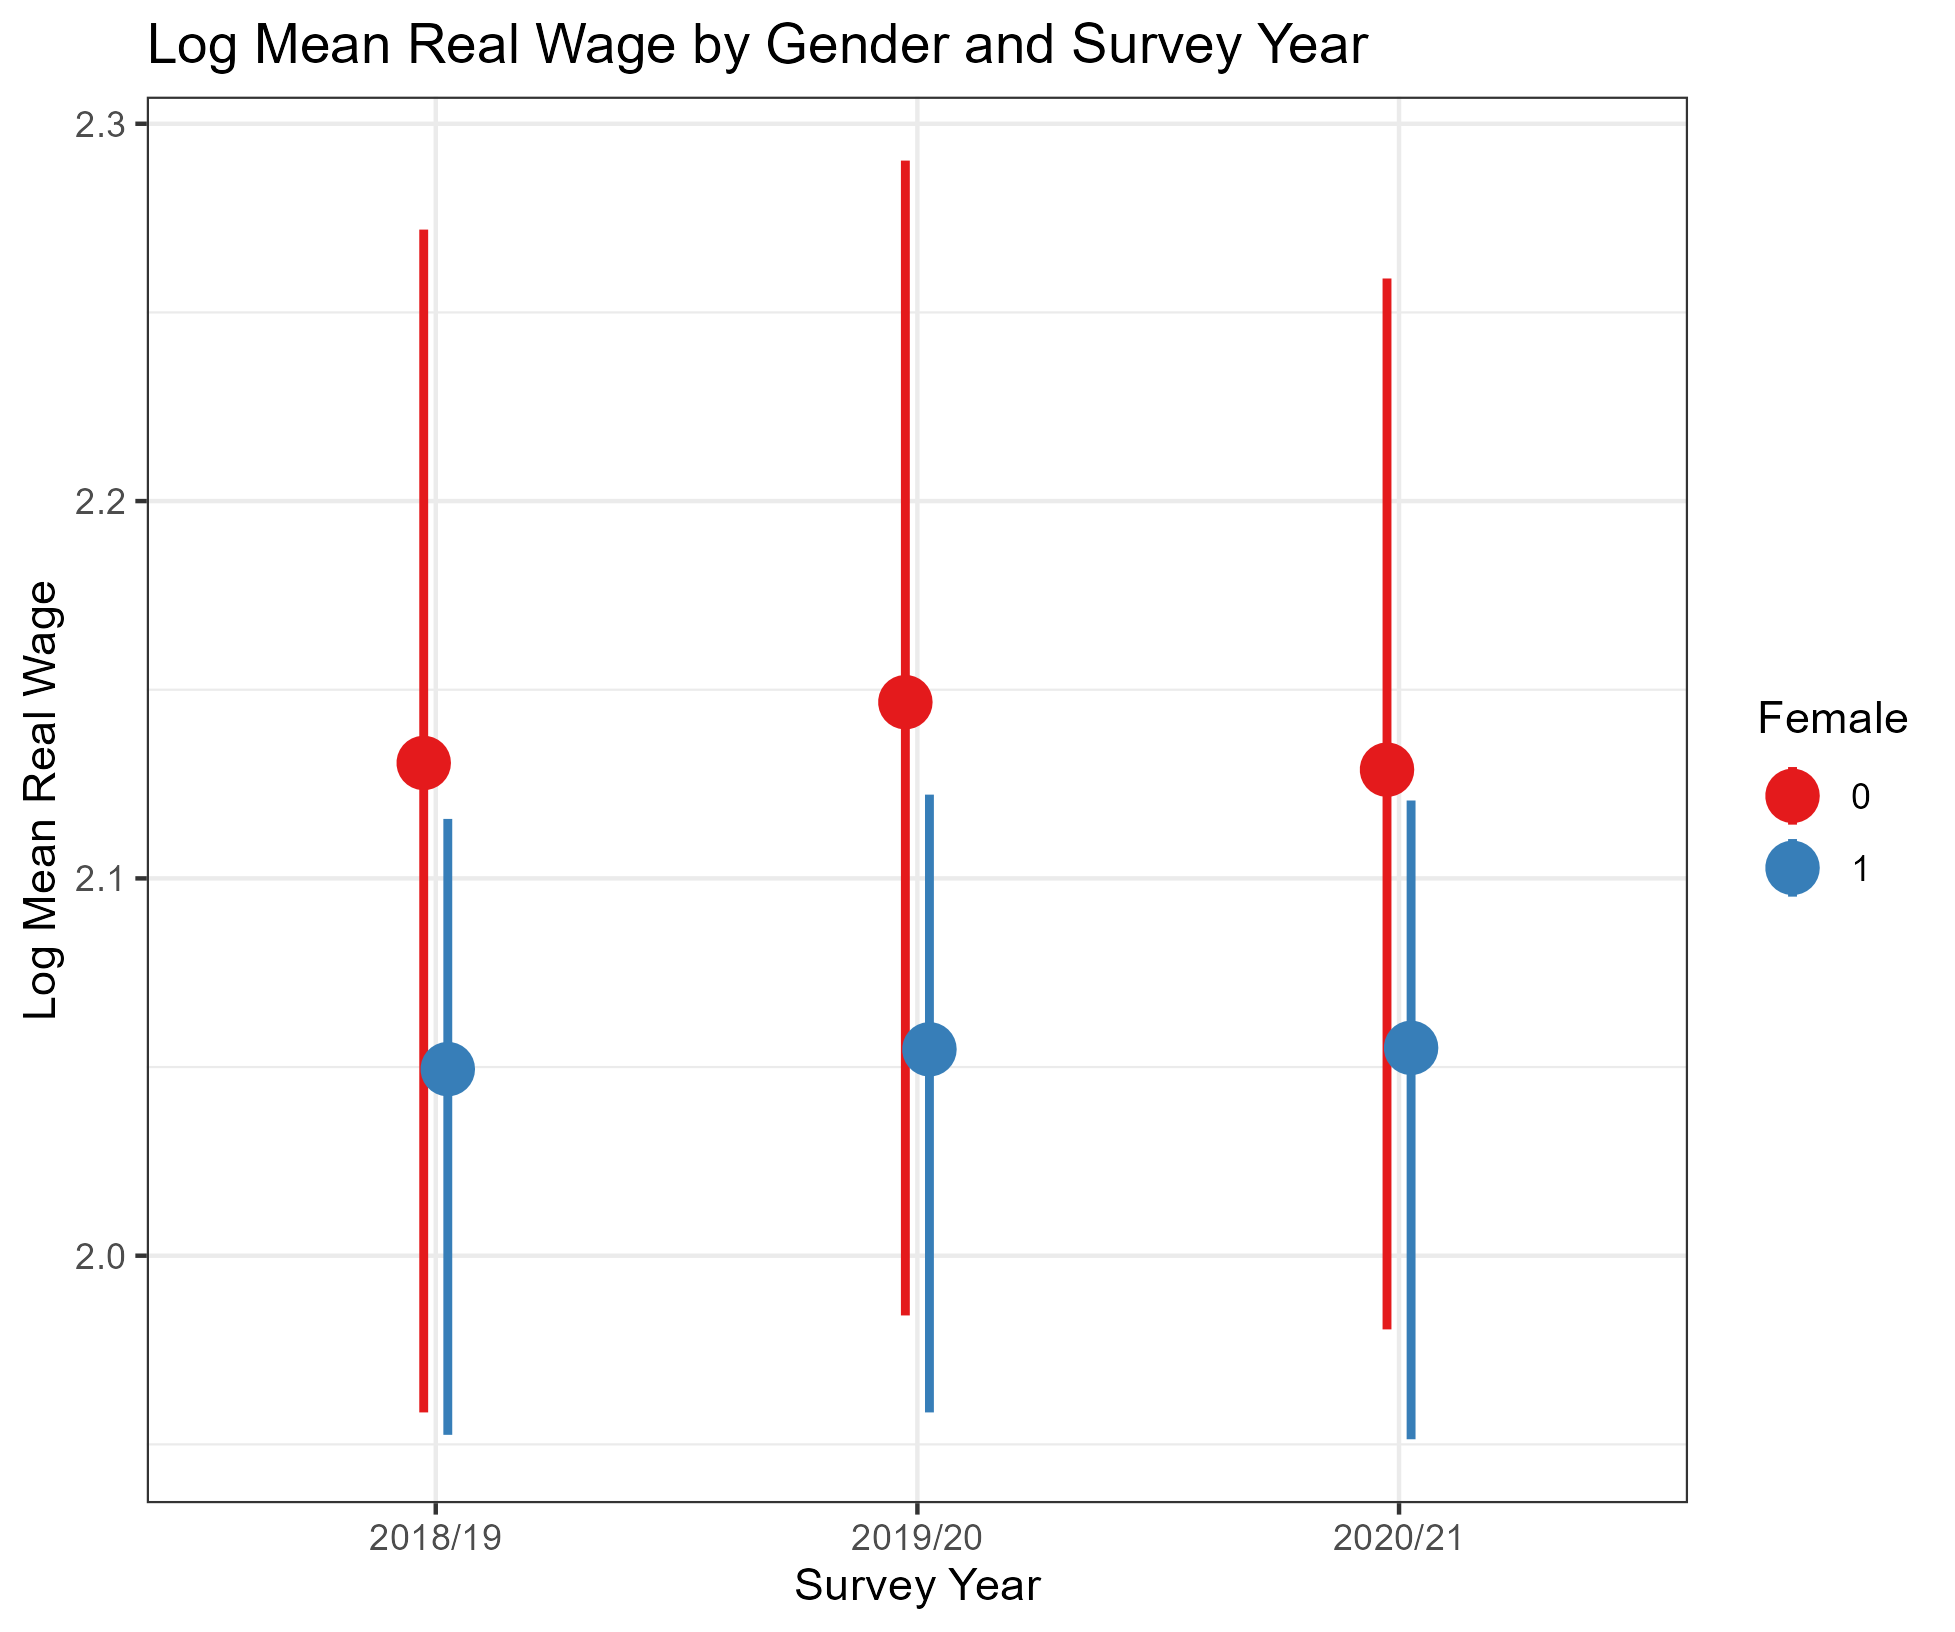 Log Mean Real Wage by Gender and Survey Year
Log Mean Real Wage
2.3
2.2
2.1
2.0
2018/19
2019/20
2020/21
Survey Year
Female
0
1